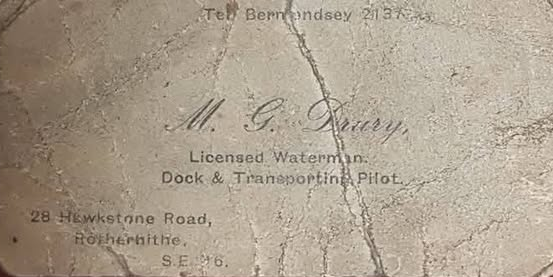 Tel. Bermondsey 2137.
M. G. Drury,
Licensed Waterman.
Dock & Transporting Pilot.
28 Hawkstone Road,
Rotherhithe,
S.E. 16.